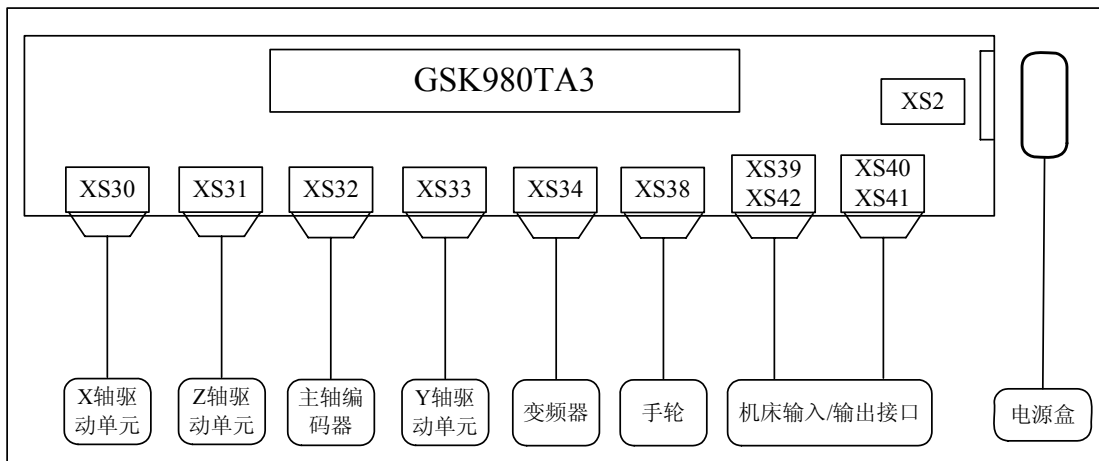 GSK980TA3
XS2
XS30
XS31
XS32
XS33
XS34
XS38
XS39
XS42
XS40
XS41
X轴驱
动单元
Z轴驱
动单元
主轴编
码器
Y轴驱
动单元
变频器
手轮
机床输入/输出接口
电源盒